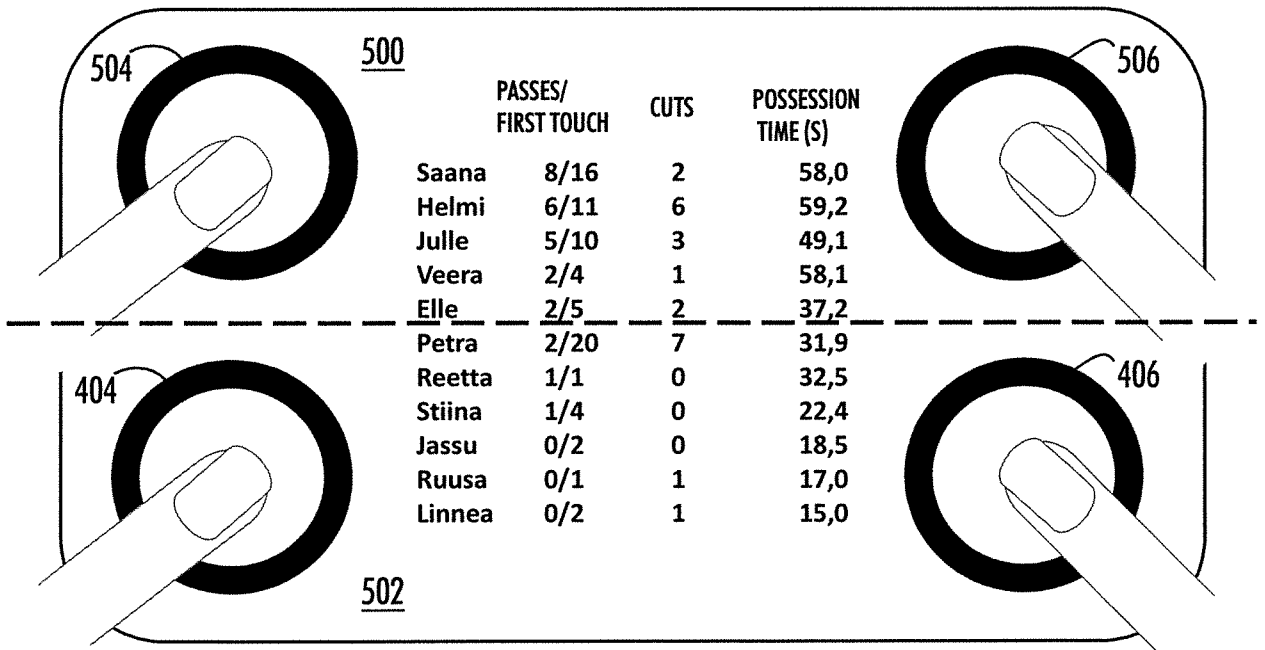 504
500
506
PASSES/ CUTS POSSESSION
FIRST TOUCH TIME (S)
Saana 8/16 2 58,0
Helmi 6/11 6 59,2
Julle 5/10 3 49,1
Veera 2/4 1 58,1
Elle 2/5 2 37,2
Petra 2/20 7 31,9
Reetta 1/1 0 32,5
404
406
Stiina 1/4 0 22,4
Jassu 0/2 0 18,5
Ruusa 0/1 1 17,0
Linnea 0/2 1 15,0
502